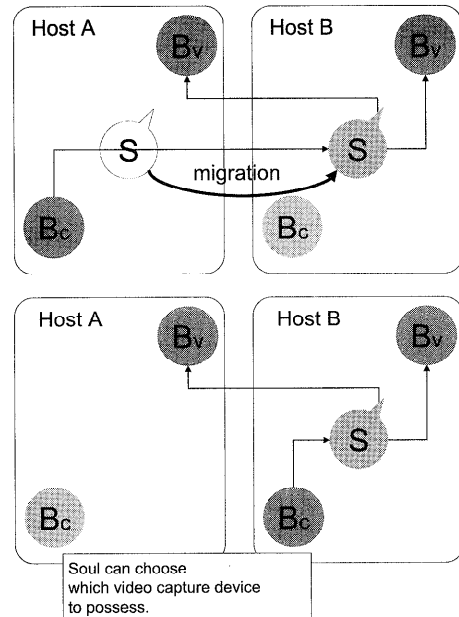 Host A
Host B
Bv
Bv
S
S
migration
Bc
Bc
Host A
Host B
Bv
Bv
S
Bc
Bc
Soul can choose
which video capture device
to possess.